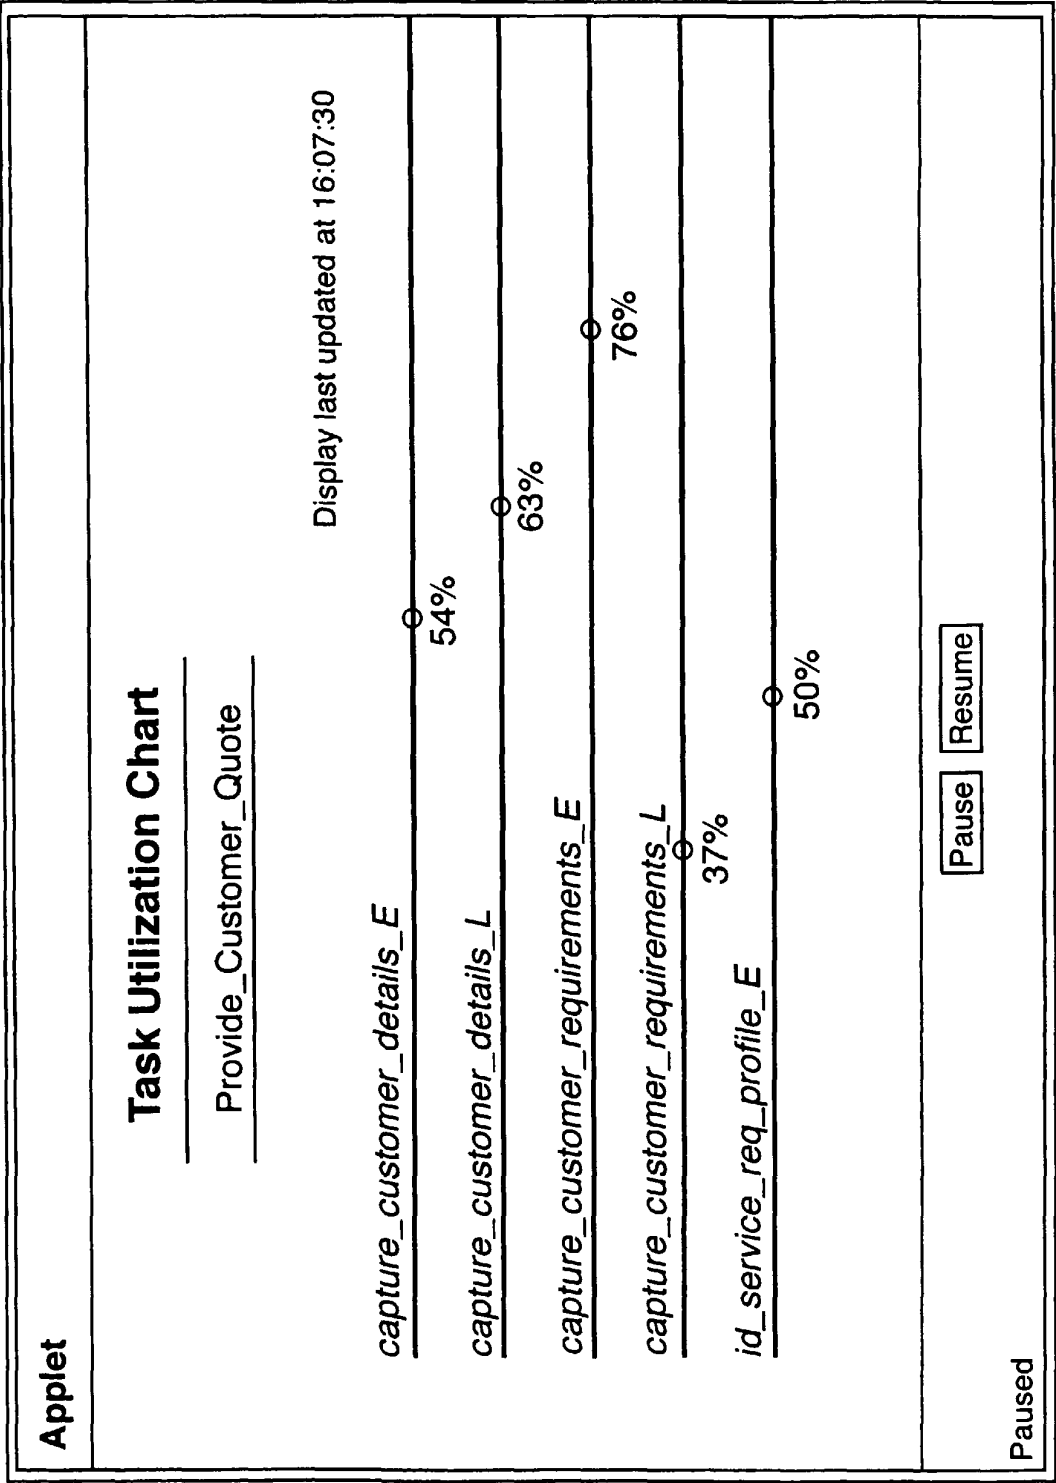 Applet
Task Utilization Chart
Provide_Customer_Quote
Display last updated at 16:07:30
capture_customer_details_E
54%
capture_customer_details_L
63%
capture_customer_requirements_E
76%
capture_customer_requirements_L
37%
id_service_req_profile_E
50%
Pause Resume
Paused